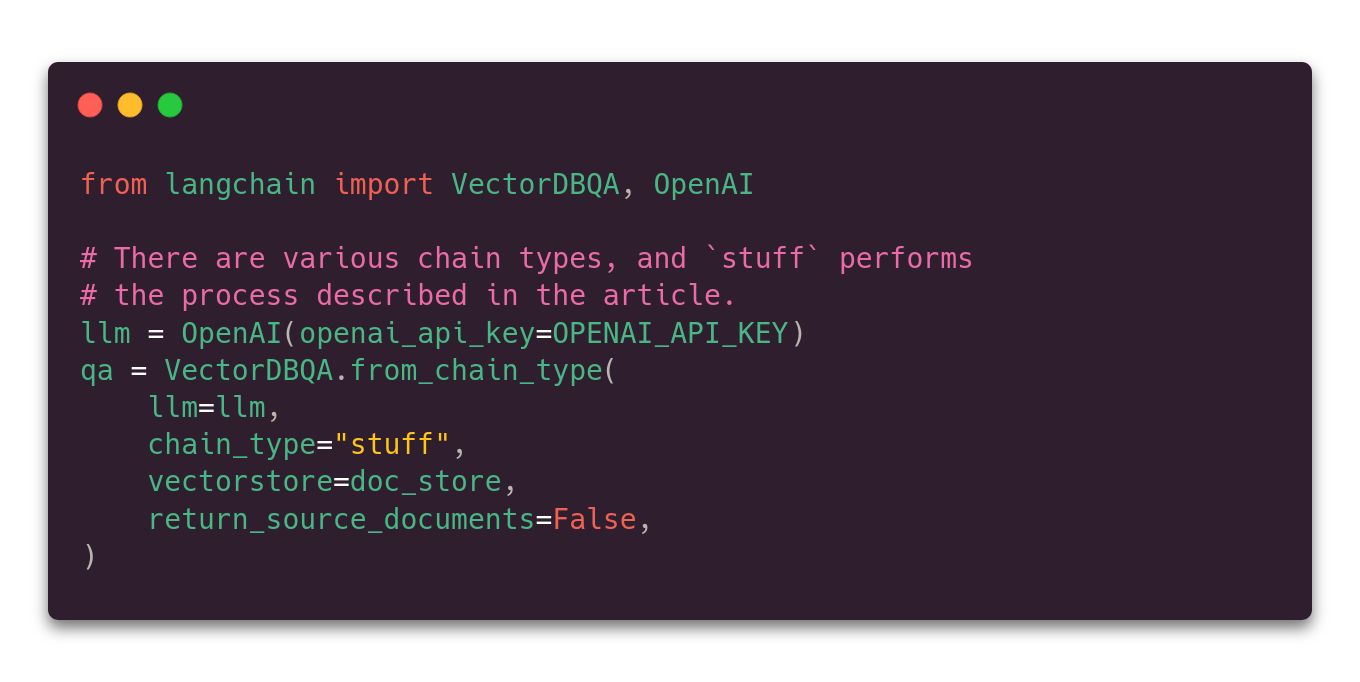 from langchain import VectorDBQA, OpenAI

# There are various chain types, and `stuff` performs
# the process described in the article.
llm = OpenAI(openai_api_key=OPENAI_API_KEY)
qa = VectorDBQA.from_chain_type(
    llm=llm,
    chain_type="stuff",
    vectorstore=doc_store,
    return_source_documents=False,
)